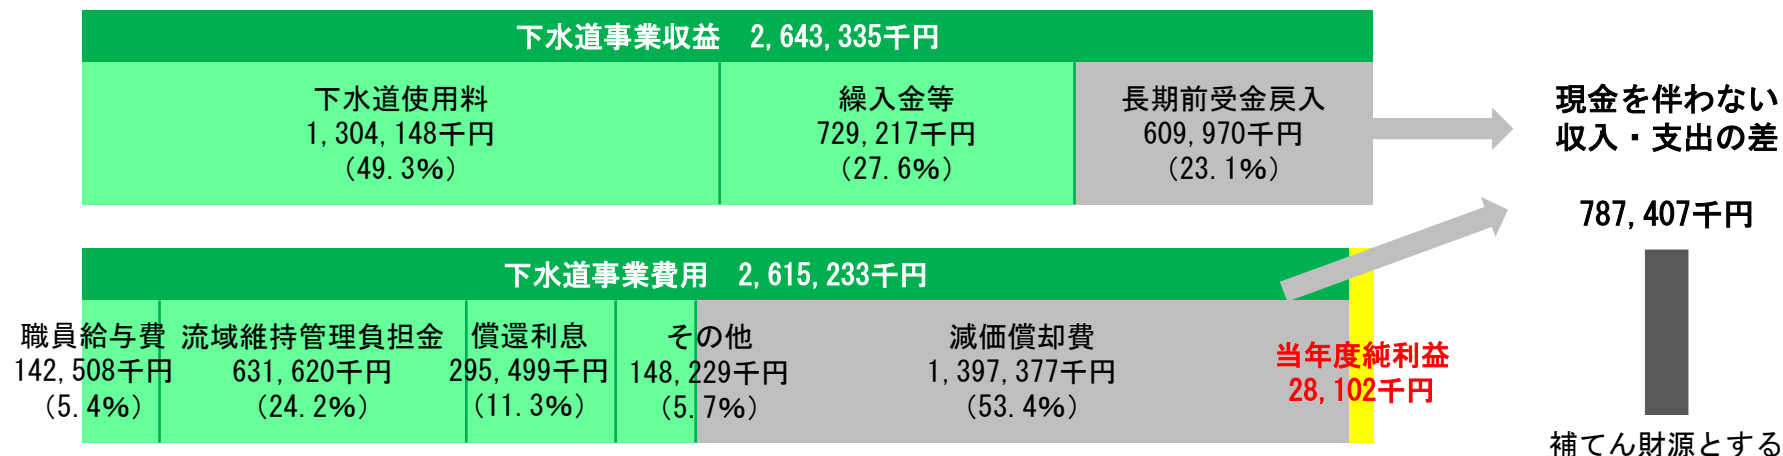 下水道事業収益　2,643,335千円
下水道使用料
1,304,148千円
(49.3%)
繰入金等
729,217千円
(27.6%)
長期前受金戻入
609,970千円
(23.1%)
現金を伴わない
収入・支出の差
787,407千円
下水道事業費用　2,615,233千円
職員給与費
142,508千円
(5.4%)
流域維持管理負担金
631,620千円
(24.2%)
償還利息
295,499千円
(11.3%)
その他
148,229千円
(5.7%)
減価償却費
1,397,377千円
(53.4%)
当年度純利益
28,102千円
補てん財源とする